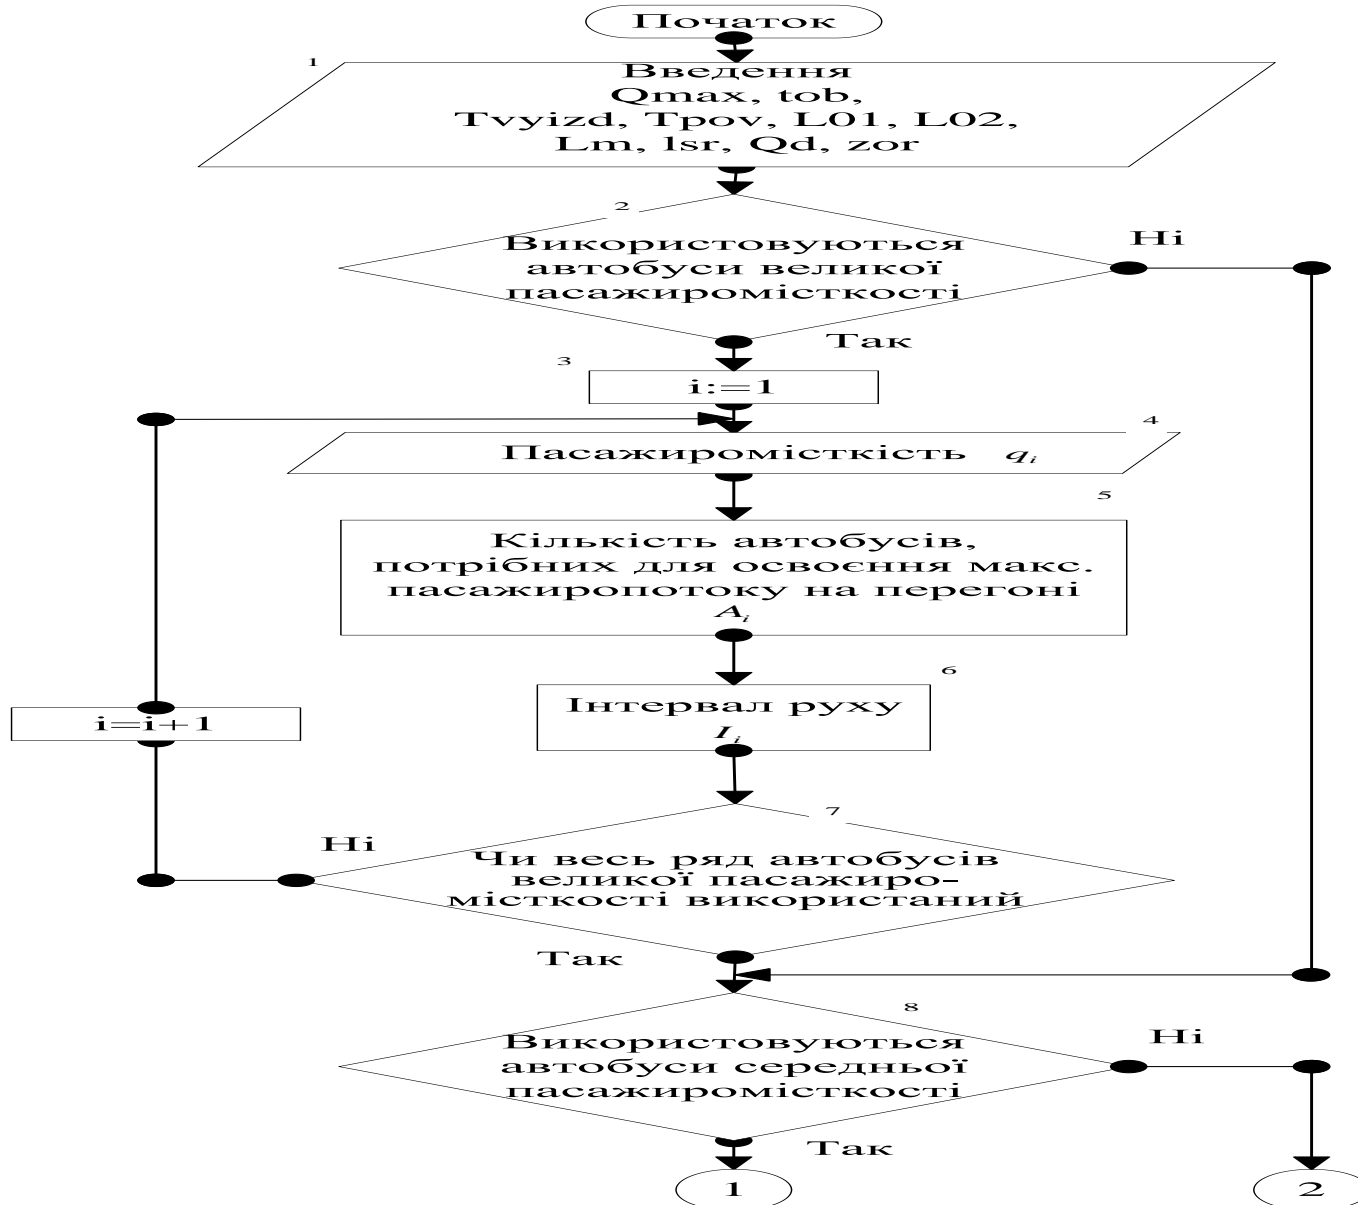 Початок
1
Введення
Qmax, tob,
Tvyizd, Tpov, L01, L02,
Lm, lsr, Qd, zor
2
Ні
Використовуються
автобуси великої
пасажиромісткості
Так
3
i:=1
4
Пасажиромісткість qi
5
Кількість автобусів,
потрібних для освоєння макс.
пасажиропотоку на перегоні
Ai
6
Інтервал руху
Ii
i=i+1
7
Ні
Чи весь ряд автобусів
великої пасажиро-
місткості використаний
Так
8
Ні
Використовуються
автобуси середньої
пасажиромісткості
Так
1
2